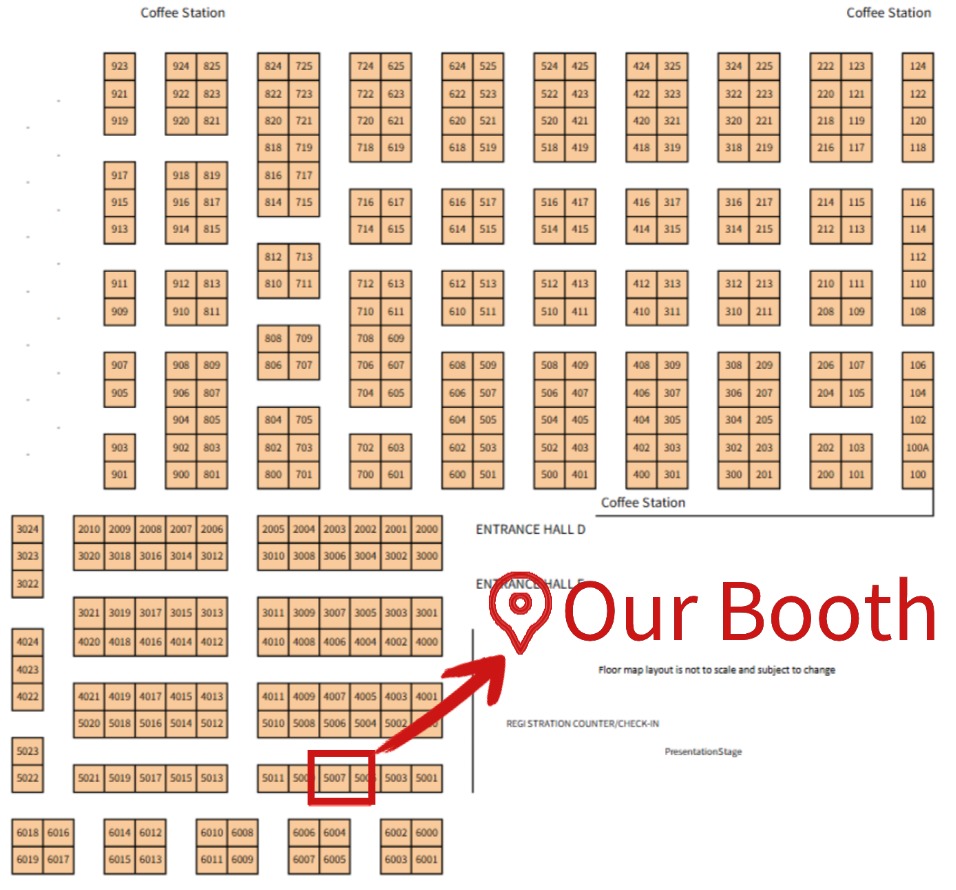 Coffee Station Coffee Station
923 924 825 824 725 724 625 624 525 524 425 424 325 324 225 222 123 124
921 922 823 822 723 722 623 622 523 522 423 422 323 322 223 220 121 122
919 920 821 820 721 720 621 620 521 520 421 420 321 320 221 218 119 120
818 719 718 619 618 519 518 419 418 319 318 219 216 117 118
917 918 819 816 717
915 916 817 814 715 716 617 616 517 516 417 416 317 316 217 214 115 116
913 914 815 714 615 614 515 514 415 414 315 314 215 212 113 114
812 713 112
911 912 813 810 711 712 613 612 513 512 413 412 313 312 213 210 111 110
909 910 811 710 611 610 511 510 411 410 311 310 211 208 109 108
808 709 708 609
907 908 809 806 707 706 607 608 509 508 409 408 309 308 209 206 107 106
905 906 807 704 605 606 507 506 407 406 307 306 207 204 105 104
904 805 804 705 604 505 504 405 404 305 304 205 102
903 902 803 802 703 702 603 602 503 502 403 402 303 302 203 202 103 100A
901 900 801 800 701 700 601 600 501 500 401 400 301 300 201 200 101 100
Coffee Station
3024 2010 2009 2008 2007 2006 2005 2004 2003 2002 2001 2000 ENTRANCE HALL D
3023 3020 3018 3016 3014 3012 3010 3008 3006 3004 3002 3000
3022 ENTRANCE HALL
3021 3019 3017 3015 3013 3011 3009 3007 3005 3003 3001 Our Booth
4024 4020 4018 4016 4014 4012 4010 4008 4006 4004 4002 4000
4023 Floor map layout is not to scale and subject to change
4022 4021 4019 4017 4015 4013 4011 4009 4007 4005 4003 4001
5020 5018 5016 5014 5012 5010 5008 5006 5004 5002 REGISTRATION COUNTER/CHECK-IN
5023 PresentationStage
5022 5021 5019 5017 5015 5013 5011 5007 5003 5001
6018 6016 6014 6012 6010 6008 6006 6004 6002 6000
6019 6017 6015 6013 6011 6009 6007 6005 6003 6001